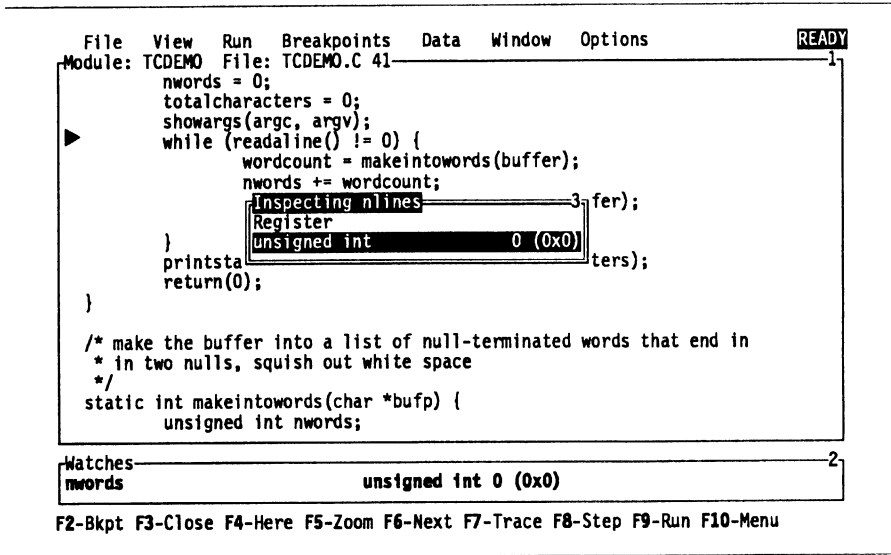 File View Run Breakpoints Data Window Options READY
Module: TCDEMO File: TCDEMO.C 41 1
nwords = 0;
totalcharacters = 0;
showargs(argc, argv);
while (readaline() != 0) {
wordcount = makeintowords(buffer);
nwords += wordcount;
Inspecting nlines 3 fer);
Register
} unsigned int 0 (0x0)
printsta ters);
return(0);
}
/* make the buffer into a list of null-terminated words that end in
* in two nulls, squish out white space
*/
static int makeintowords(char *bufp) {
unsigned int nwords;
Watches 2
nwords unsigned int 0 (0x0)
F2-Bkpt F3-Close F4-Here F5-Zoom F6-Next F7-Trace F8-Step F9-Run F10-Menu